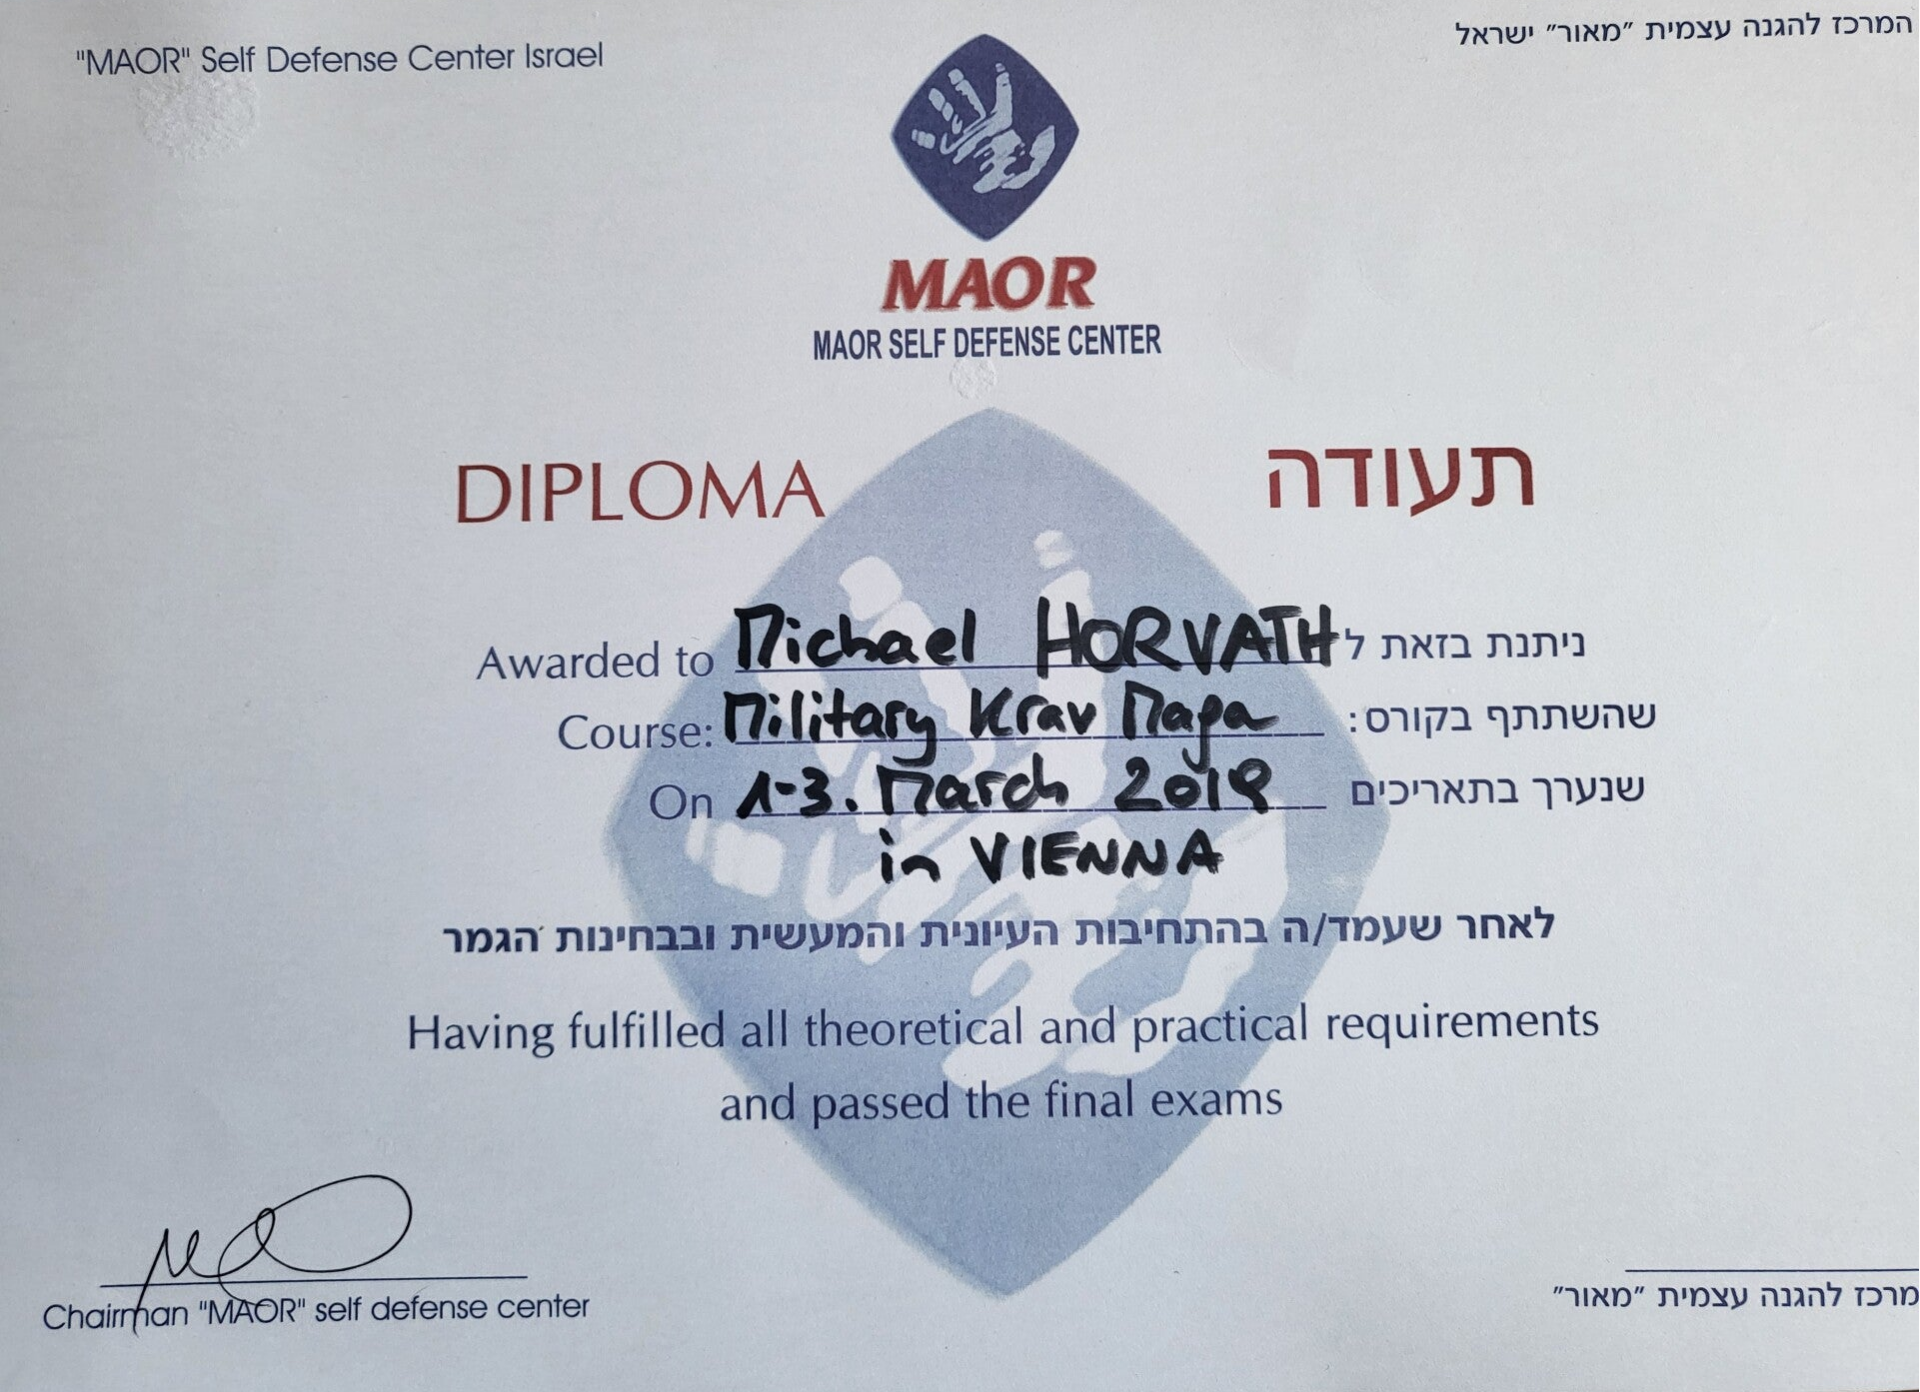 "MAOR" Self Defense Center Israel
המרכז להגנה עצמית "מאור" ישראל
MAOR
MAOR SELF DEFENSE CENTER
DIPLOMA
תעודה
Awarded to Michael HORVATH ניתנת בזאת ל
Course: Military Krav Maga שהשתתף בקורס:
On 1-3. March 2019 שנערך בתאריכים
in VIENNA
לאחר שעמד/ה בהתחיבות העיונית והמעשית ובבחינות הגמר
Having fulfilled all theoretical and practical requirements
and passed the final exams
Chairman "MAOR" self defense center
מרכז להגנה עצמית "מאור"